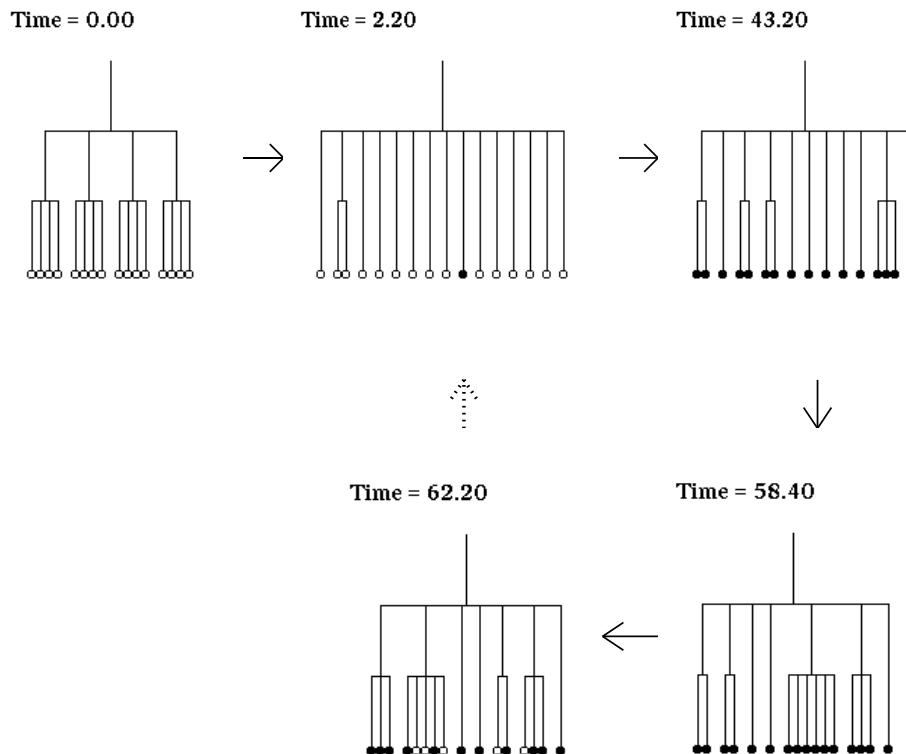 Time = 0.00
Time = 2.20
Time = 43.20
Time = 62.20
Time = 58.40